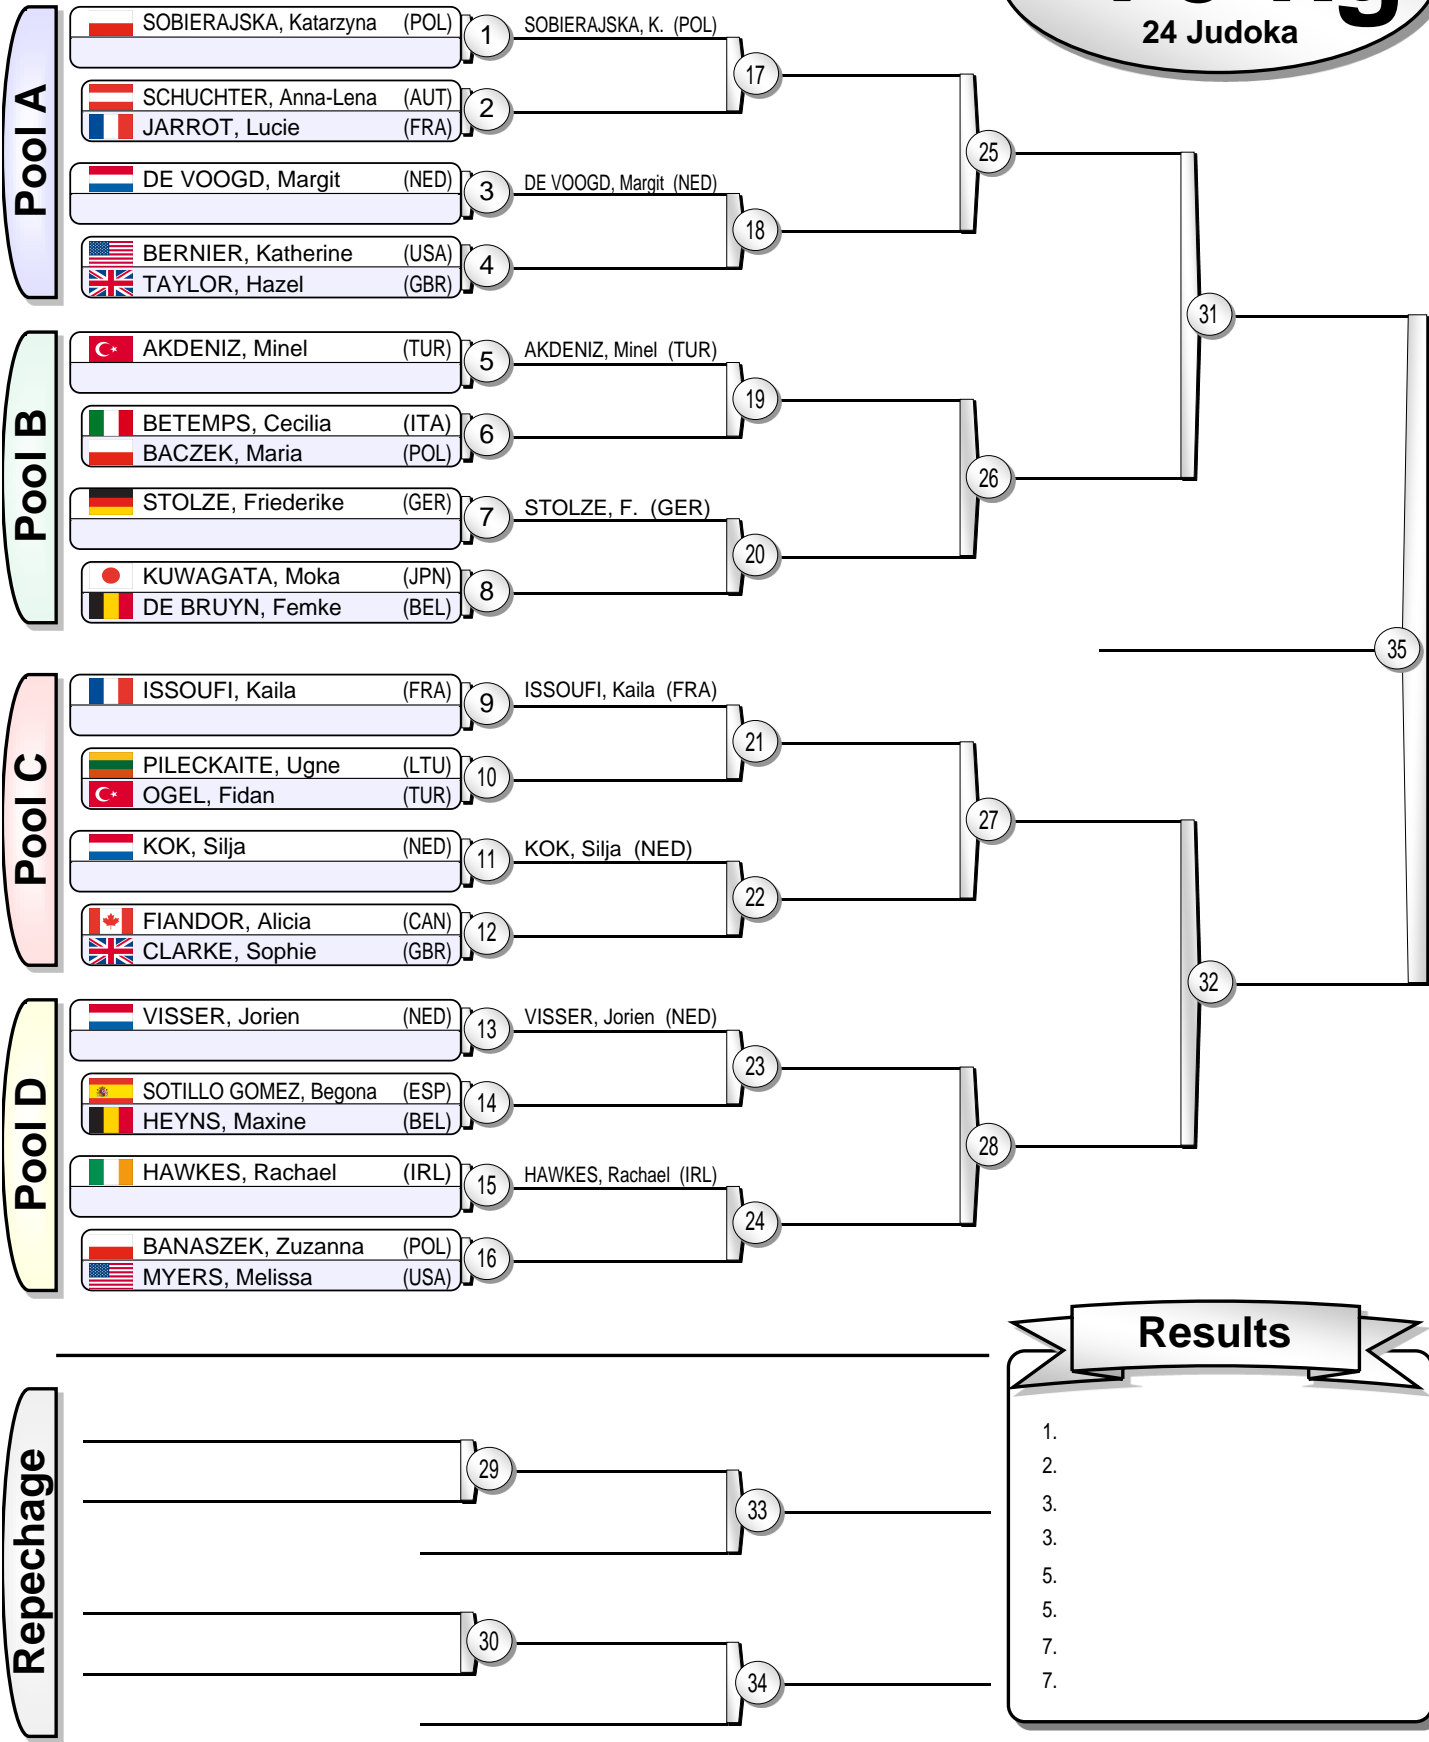 24 Judoka
Pool A
SOBIERAJSKA, Katarzyna (POL) 1 SOBIERAJSKA, K. (POL)
17
SCHUCHTER, Anna-Lena (AUT)
2
JARROT, Lucie (FRA)
25
DE VOOGD, Margit (NED) 3 DE VOOGD, Margit (NED)
18
BERNIER, Katherine (USA)
4
TAYLOR, Hazel (GBR)
31
Pool B
AKDENIZ, Minel (TUR) 5 AKDENIZ, Minel (TUR)
19
BETEMPS, Cecilia (ITA)
6
BACZEK, Maria (POL)
26
STOLZE, Friederike (GER) 7 STOLZE, F. (GER)
20
KUWAGATA, Moka (JPN)
8
DE BRUYN, Femke (BEL)
35
Pool C
ISSOUFI, Kaila (FRA) 9 ISSOUFI, Kaila (FRA)
21
PILECKAITE, Ugne (LTU)
10
OGEL, Fidan (TUR)
27
KOK, Silja (NED) 11 KOK, Silja (NED)
22
FIANDOR, Alicia (CAN)
12
CLARKE, Sophie (GBR)
32
Pool D
VISSER, Jorien (NED) 13 VISSER, Jorien (NED)
23
SOTILLO GOMEZ, Begona (ESP)
14
HEYNS, Maxine (BEL)
28
HAWKES, Rachael (IRL) 15 HAWKES, Rachael (IRL)
24
BANASZEK, Zuzanna (POL)
16
MYERS, Melissa (USA)
Repechage
29
33
30
34
Results
1.
2.
3.
3.
5.
5.
7.
7.